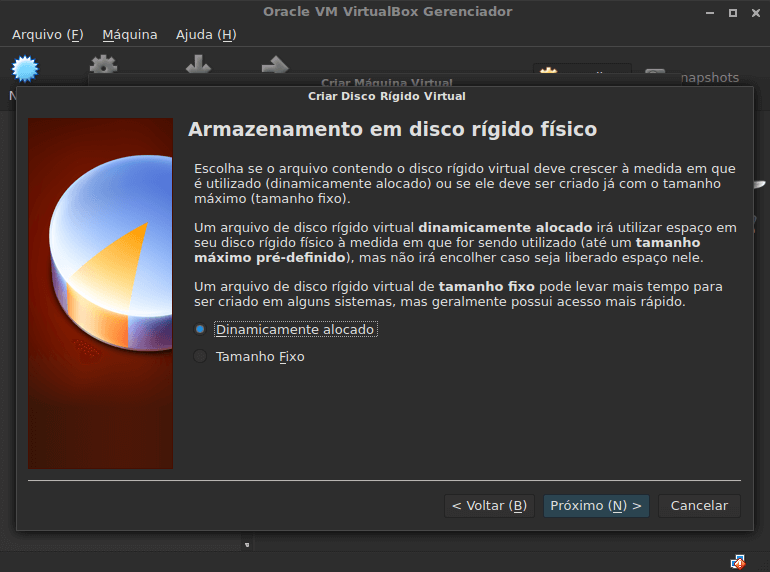 Oracle VM VirtualBox Gerenciador
Arquivo (F) Máquina Ajuda (H)
Criar Máquina Virtual
Criar Disco Rígido Virtual
Armazenamento em disco rígido físico
Escolha se o arquivo contendo o disco rígido virtual deve crescer à medida em que
é utilizado (dinamicamente alocado) ou se ele deve ser criado já com o tamanho
máximo (tamanho fixo).
Um arquivo de disco rígido virtual dinamicamente alocado irá utilizar espaço em
seu disco rígido físico à medida em que for sendo utilizado (até um tamanho
máximo pré-definido), mas não irá encolher caso seja liberado espaço nele.
Um arquivo de disco rígido virtual de tamanho fixo pode levar mais tempo para
ser criado em alguns sistemas, mas geralmente possui acesso mais rápido.
Dinamicamente alocado
Tamanho Fixo
< Voltar (B) Próximo (N) > Cancelar